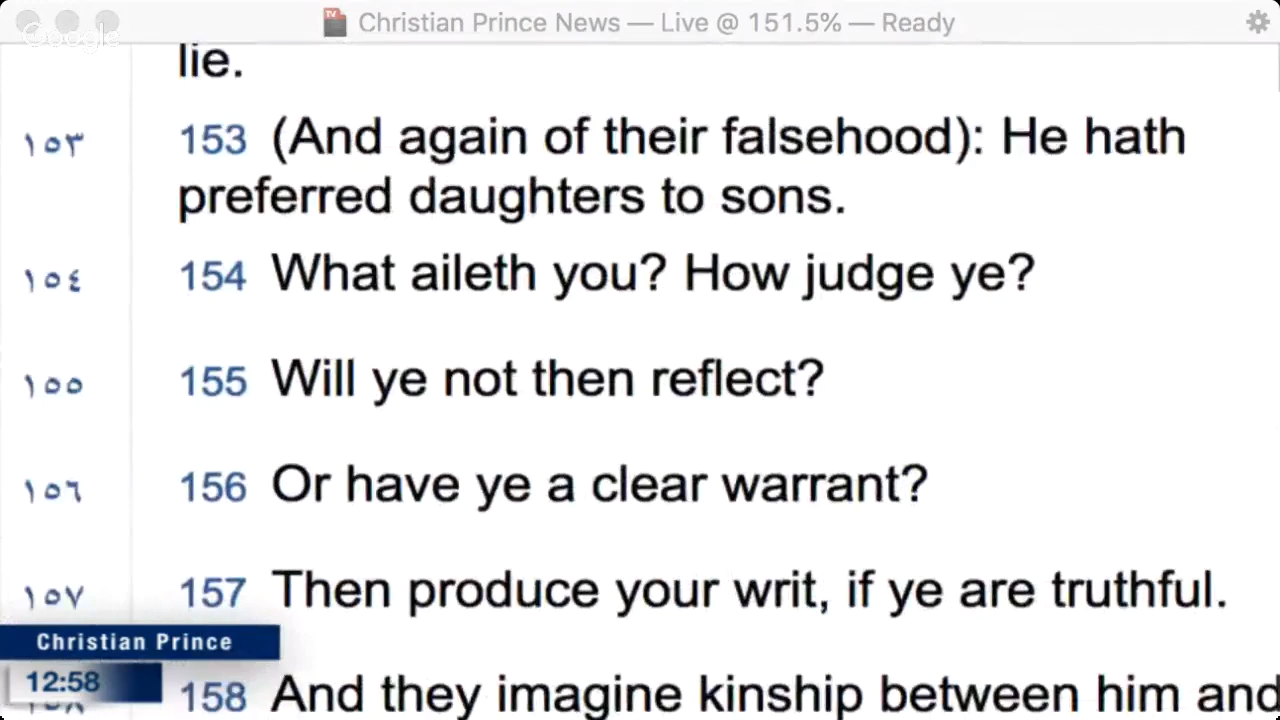 Google
TV
Christian Prince News — Live @ 151.5% — Ready
lie.
١٥٣ 153 (And again of their falsehood): He hath
preferred daughters to sons.
١٥٤ 154 What aileth you? How judge ye?
١٥٥ 155 Will ye not then reflect?
١٥٦ 156 Or have ye a clear warrant?
١٥٧ 157 Then produce your writ, if ye are truthful.
Christian Prince
12:58
158 And they imagine kinship between him and